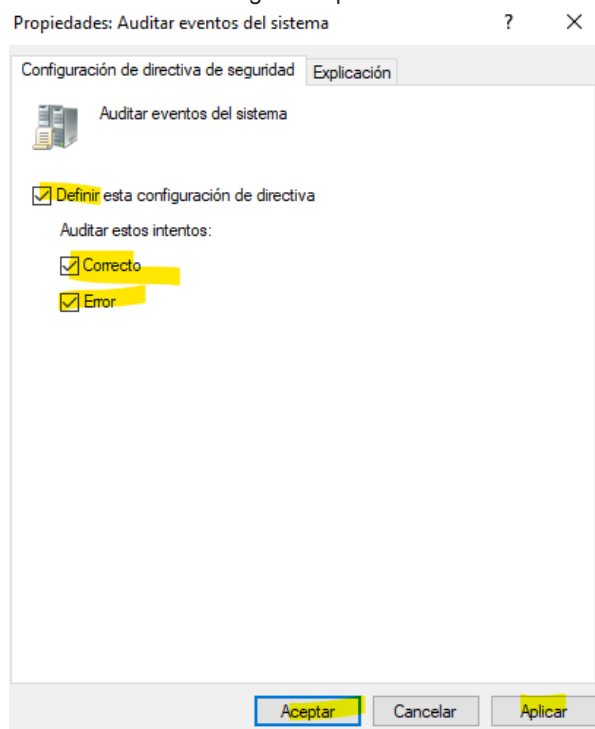 Propiedades: Auditar eventos del sistema ? ×
Configuración de directiva de seguridad Explicación
Auditar eventos del sistema
Definir esta configuración de directiva
Auditar estos intentos:
Correcto
Error
Aceptar Cancelar Aplicar